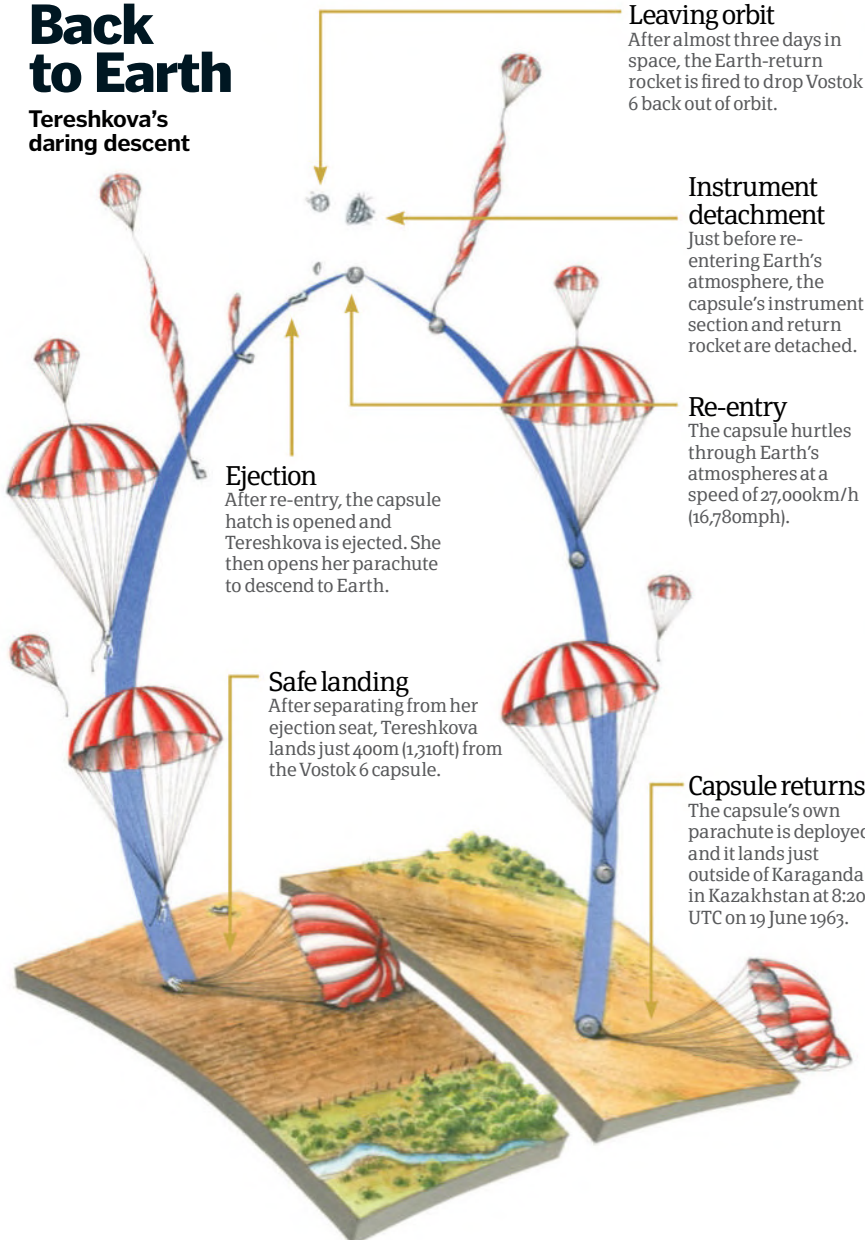 Back
to Earth
Tereshkova's
daring descent
Leaving orbit
After almost three days in
space, the Earth-return
rocket is fired to drop Vostok
6 back out of orbit.
Instrument
detachment
Just before re-
entering Earth's
atmosphere, the
capsule's instrument
section and return
rocket are detached.
Re-entry
The capsule hurtles
through Earth's
atmospheres at a
speed of 27,000km/h
(16,780mph).
Ejection
After re-entry, the capsule
hatch is opened and
Tereshkova is ejected. She
then opens her parachute
to descend to Earth.
Safe landing
After separating from her
ejection seat, Tereshkova
lands just 400m (1,310ft) from
the Vostok 6 capsule.
Capsule returns
The capsule's own
parachute is deployed
and it lands just
outside of Karaganda
in Kazakhstan at 8:20
UTC on 19 June 1963.